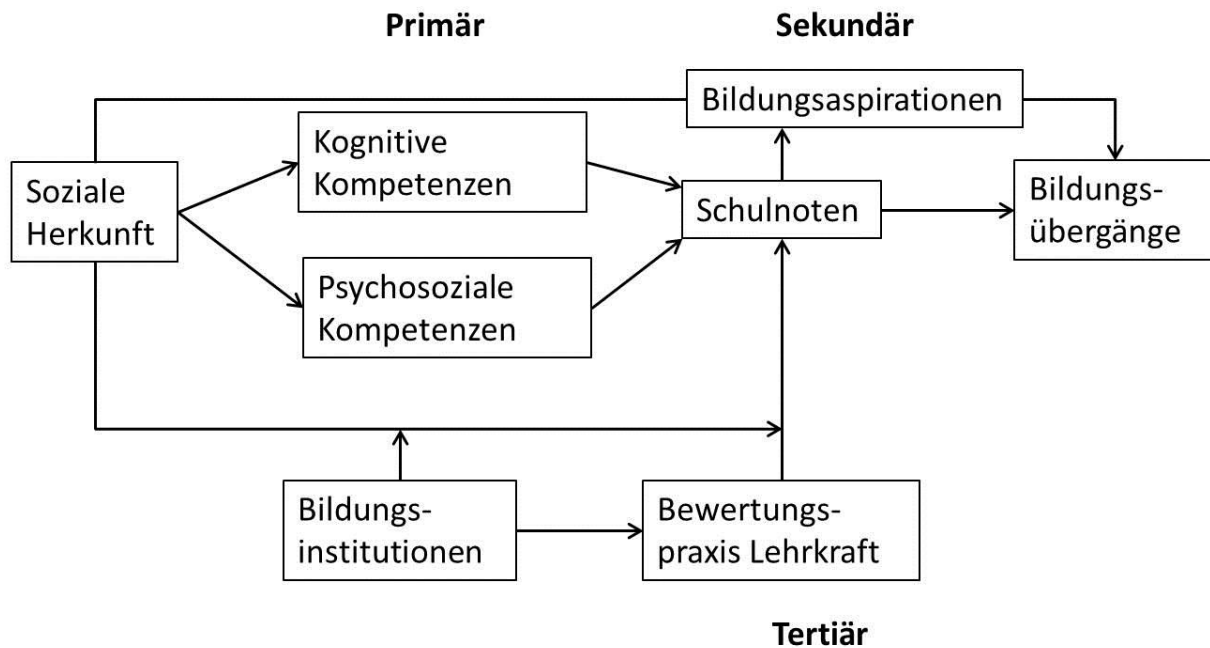 Primär
Sekundär
Bildungsaspirationen
Kognitive
Kompetenzen
Soziale
Herkunft
Schulnoten
Bildungs-
übergänge
Psychosoziale
Kompetenzen
Bildungs-
institutionen
Bewertungs-
praxis Lehrkraft
Tertiär